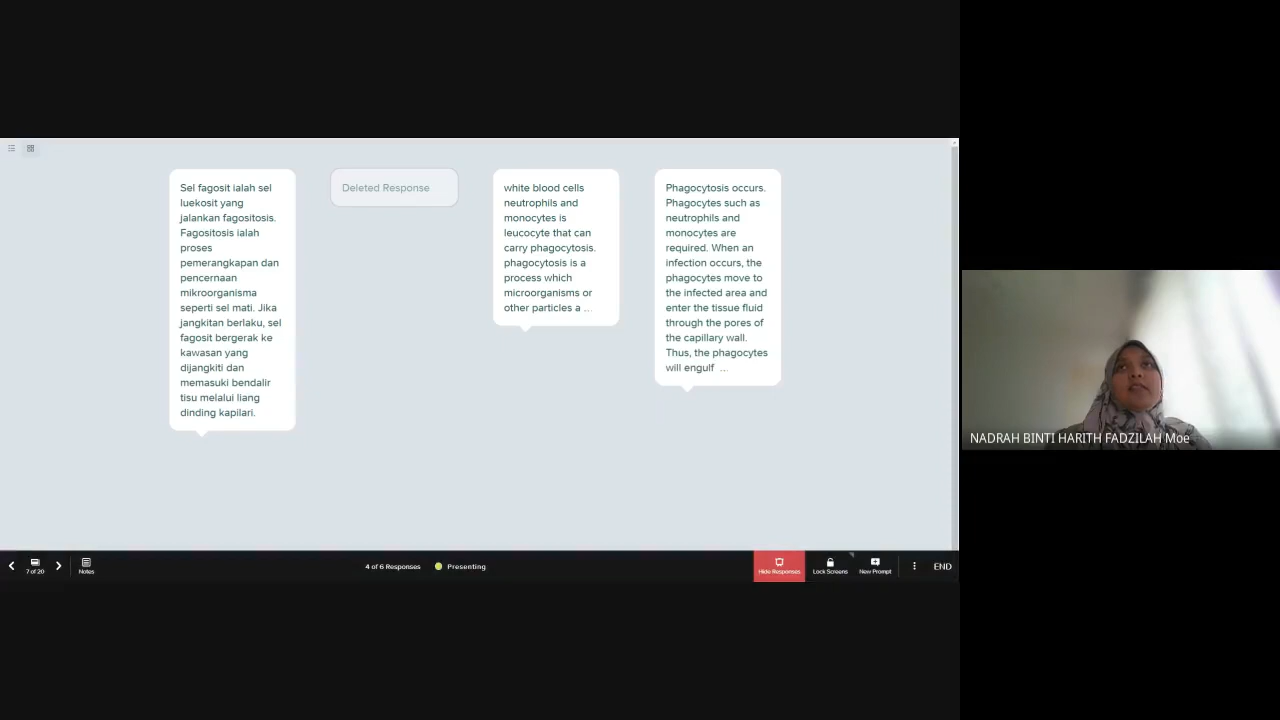 Sel fagosit ialah sel
luekosit yang
jalankan fagositosis.
Fagositosis ialah
proses
pemerangkapan dan
pencernaan
mikroorganisma
seperti sel mati. Jika
jangkitan berlaku, sel
fagosit bergerak ke
kawasan yang
dijangkiti dan
memasuki bendalir
tisu melalui liang
dinding kapilari.
Deleted Response
white blood cells
neutrophils and
monocytes is
leucocyte that can
carry phagocytosis.
phagocytosis is a
process which
microorganisms or
other particles a ...
Phagocytosis occurs.
Phagocytes such as
neutrophils and
monocytes are
required. When an
infection occurs, the
phagocytes move to
the infected area and
enter the tissue fluid
through the pores of
the capillary wall.
Thus, the phagocytes
will engulf ...
NADRAH BINTI HARITH FADZILAH Moe
7 of 20
Notes
4 of 6 Responses
Presenting
Hide Responses
Lock Screens
New Prompt
END